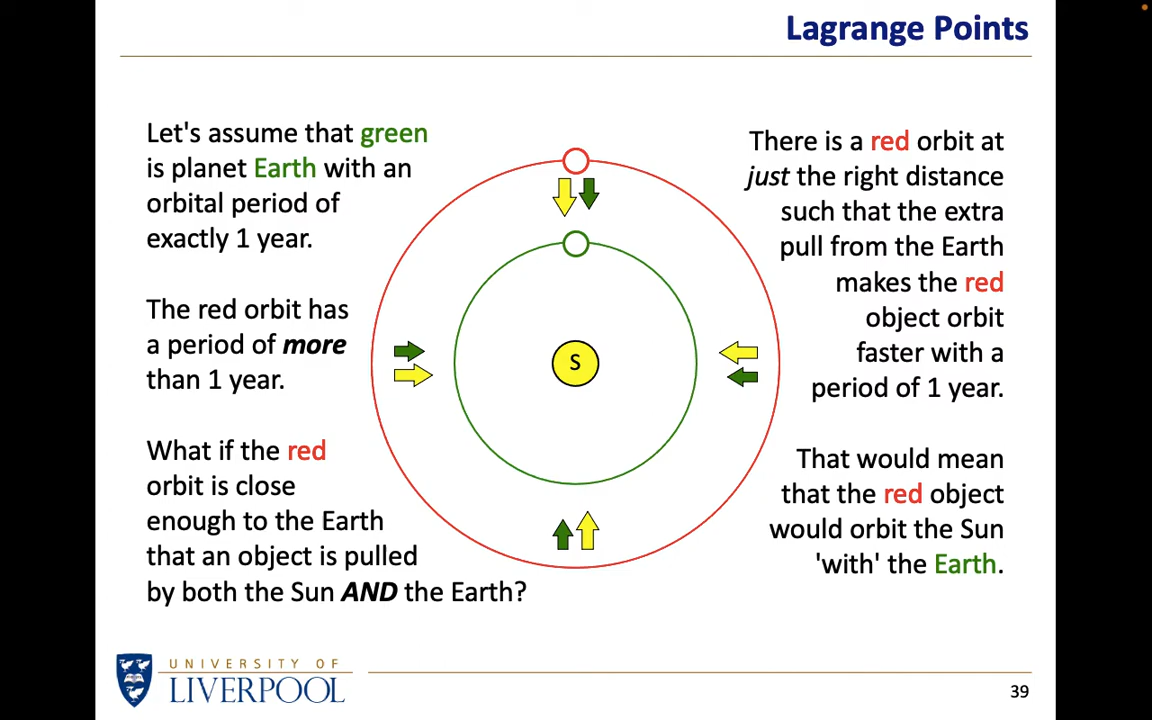 Lagrange Points
Let's assume that green
is planet Earth with an
orbital period of
exactly 1 year.
The red orbit has
a period of more
than 1 year.
What if the red
orbit is close
enough to the Earth
that an object is pulled
by both the Sun AND the Earth?
S
There is a red orbit at
just the right distance
such that the extra
pull from the Earth
makes the red
object orbit
faster with a
period of 1 year.
That would mean
that the red object
would orbit the Sun
'with' the Earth.
UNIVERSITY OF
LIVERPOOL
39